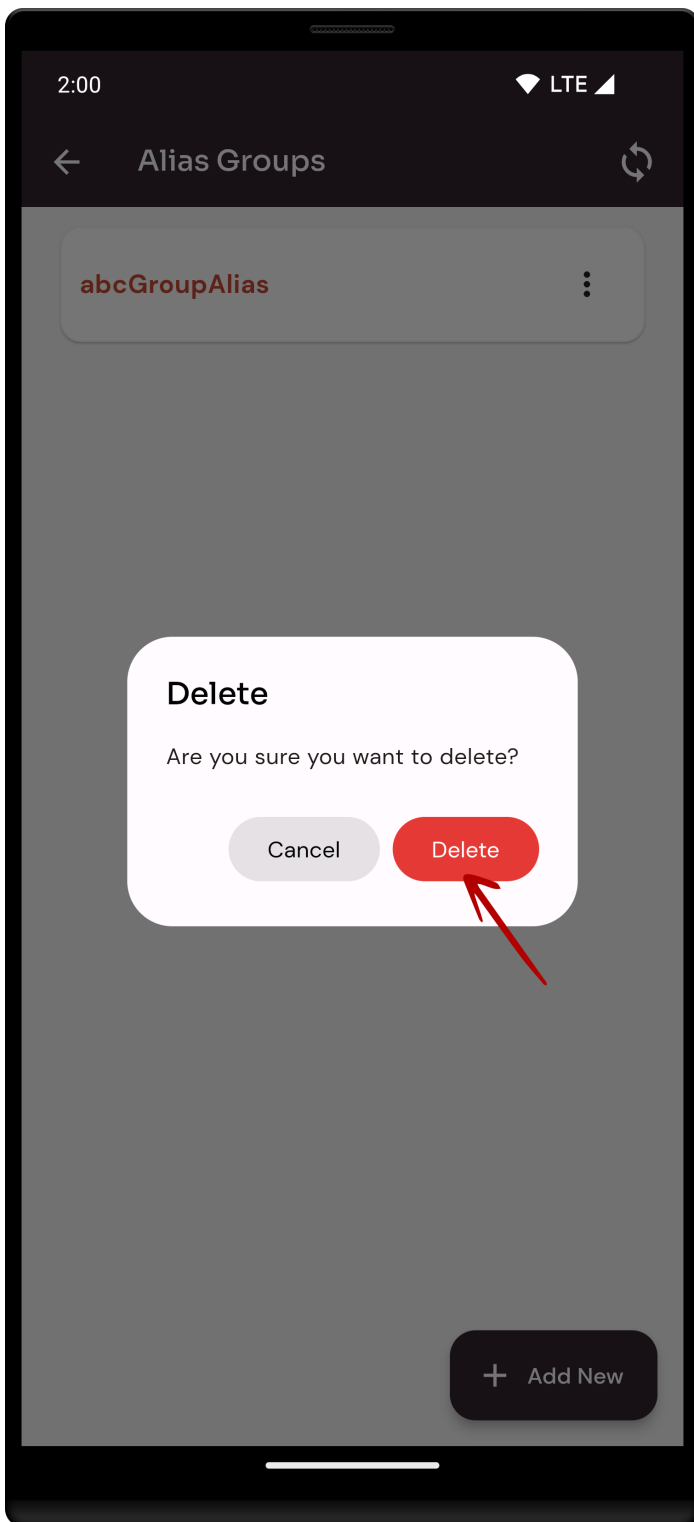 2:00 LTE
Alias Groups
abcGroupAlias
Delete
Are you sure you want to delete?
Cancel Delete
+ Add New